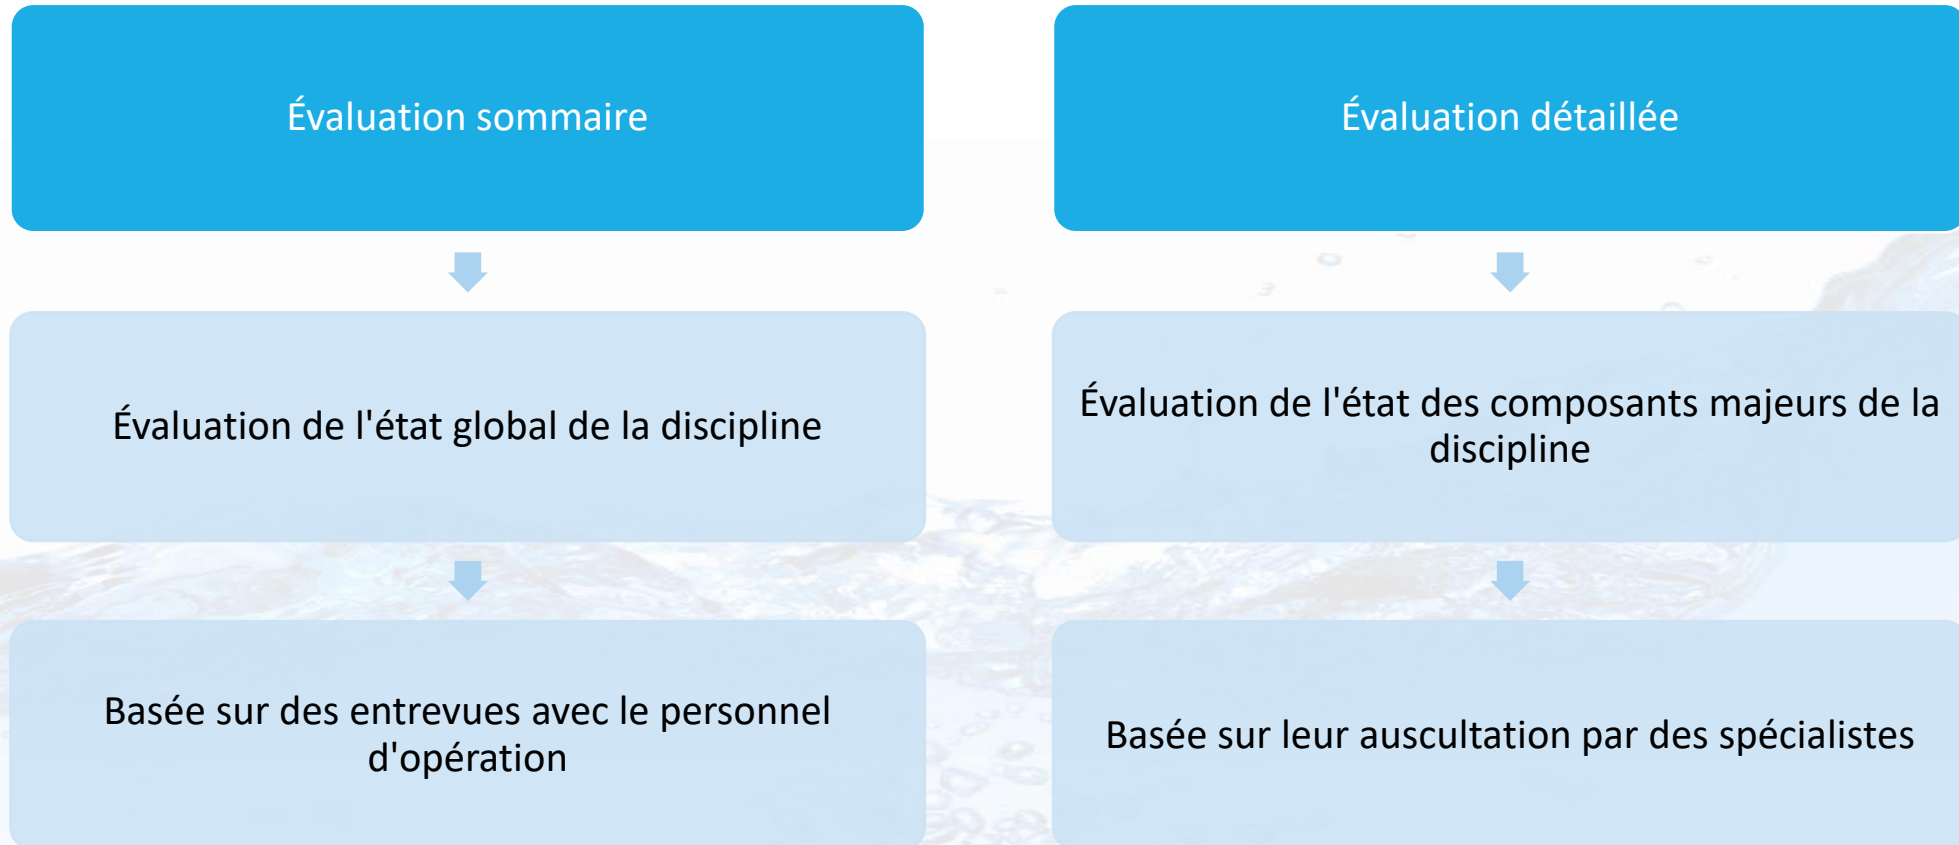 Évaluation sommaire
Évaluation de l'état global de la discipline
Basée sur des entrevues avec le personnel
d'opération
Évaluation détaillée
Évaluation de l'état des composants majeurs de la
discipline
Basée sur leur auscultation par des spécialistes